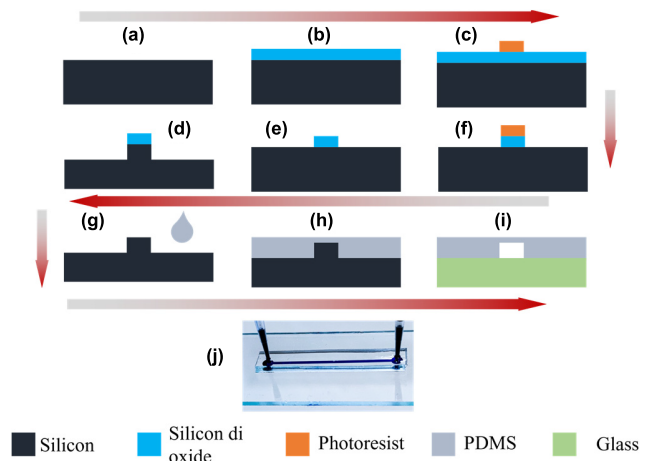 (a)
(b)
(c)
(d)
(e)
(f)
(g)
(h)
(i)
(j)
Silicon
Silicon di
oxide
Photoresist
PDMS
Glass